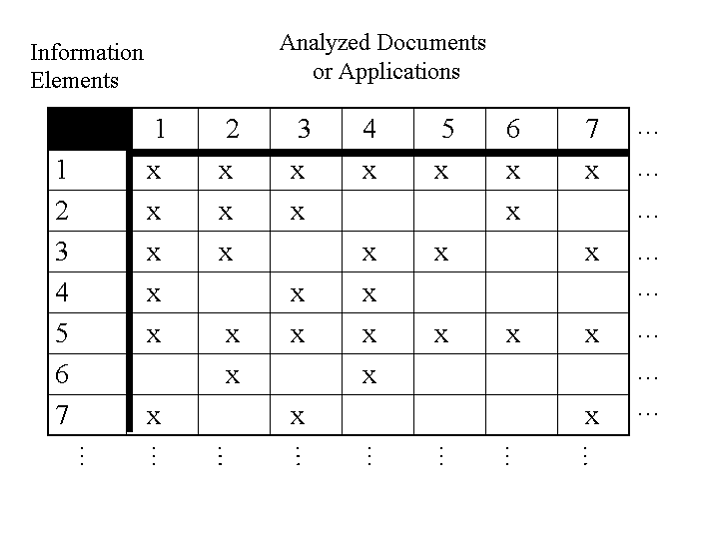 Information
Elements
Analyzed Documents
or Applications
1 2 3 4 5 6 7 ...
1 x x x x x x x ...
2 x x x x ...
3 x x x x x ...
4 x x x ...
5 x x x x x x x ...
6 x x ...
7 x x x ...
⋮ ⋮ ⋮ ⋮ ⋮ ⋮ ⋮ ⋮